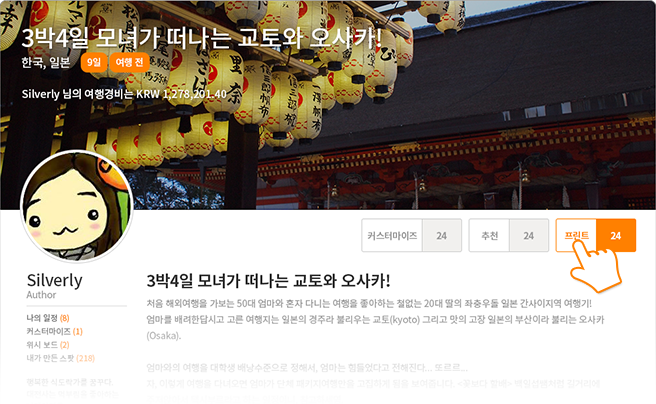 3박4일 모녀가 떠나는 교토와 오사카!
한국, 일본 9일 여행 전
Silverly 님의 여행경비는 KRW 1,278,201.40
커스터마이즈 24 추천 24 프린트 24
Silverly
Author
나의 일정 (8)
커스터마이즈 (1)
위시 보드 (2)
내가 만든 스팟 (218)
3박4일 모녀가 떠나는 교토와 오사카!
처음 해외여행을 가보는 50대 엄마와 혼자 다니는 여행을 좋아하는 철없는 20대 딸의 좌충우돌 일본 간사이지역 여행기!
엄마를 배려한답시고 고른 여행지는 일본의 경주라 불리우는 교토(kyoto) 그리고 맛의 고장 일본의 부산이라 불리는 오사카
(Osaka).
엄마와의 여행을 대학생 배낭수준으로 정해서, 엄마는 힘들었다고 전해진다... 또르르...